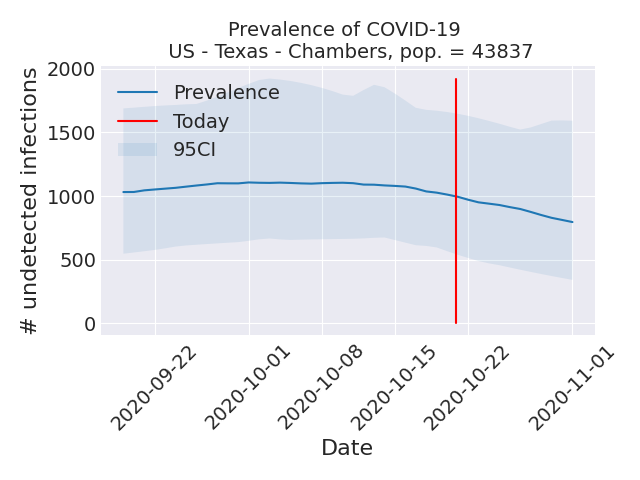 Prevalence of COVID-19
US - Texas - Chambers, pop. = 43837
# undetected infections
2000
1500
1000
500
0
Prevalence
Today
95CI
2020-09-22
2020-10-01
2020-10-08
2020-10-15
2020-10-22
2020-11-01
Date